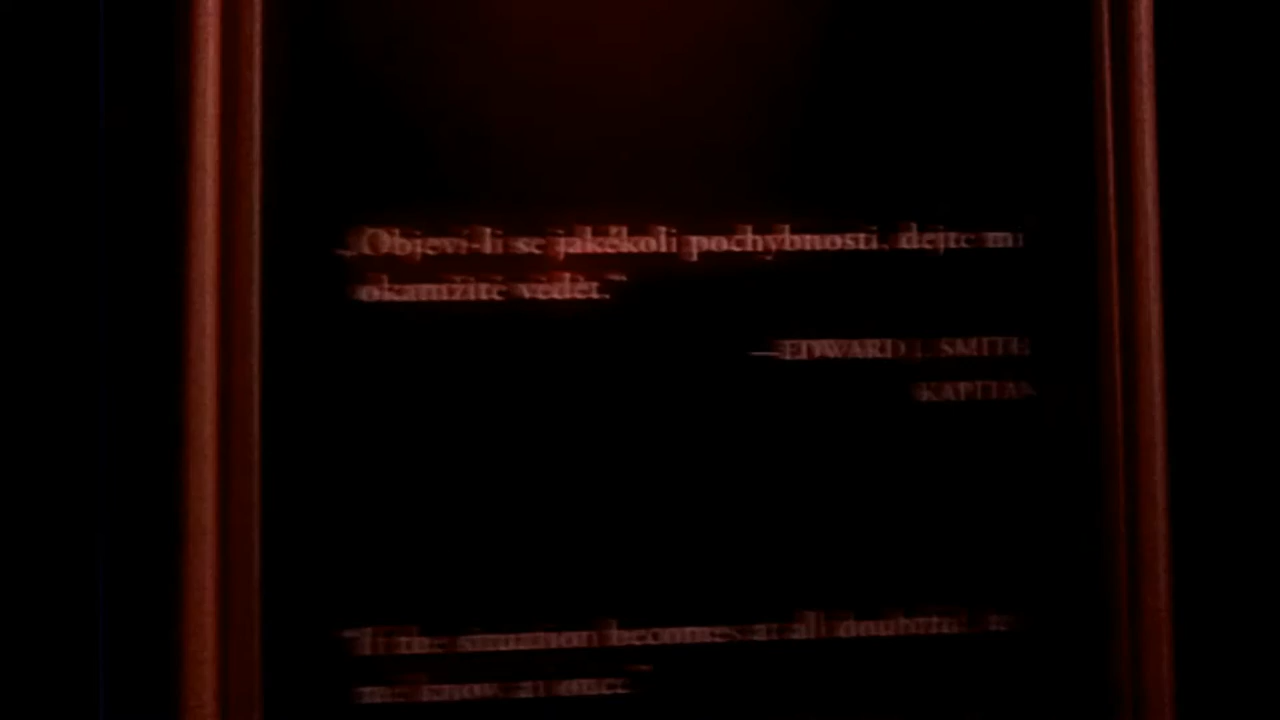 „Objeví-li se jakékoli pochybnosti, dejte mi
okamžitě vědět.“
—EDWARD J. SMITH
KAPITÁN
"If the situation becomes at all doubtful, let
me know at once."